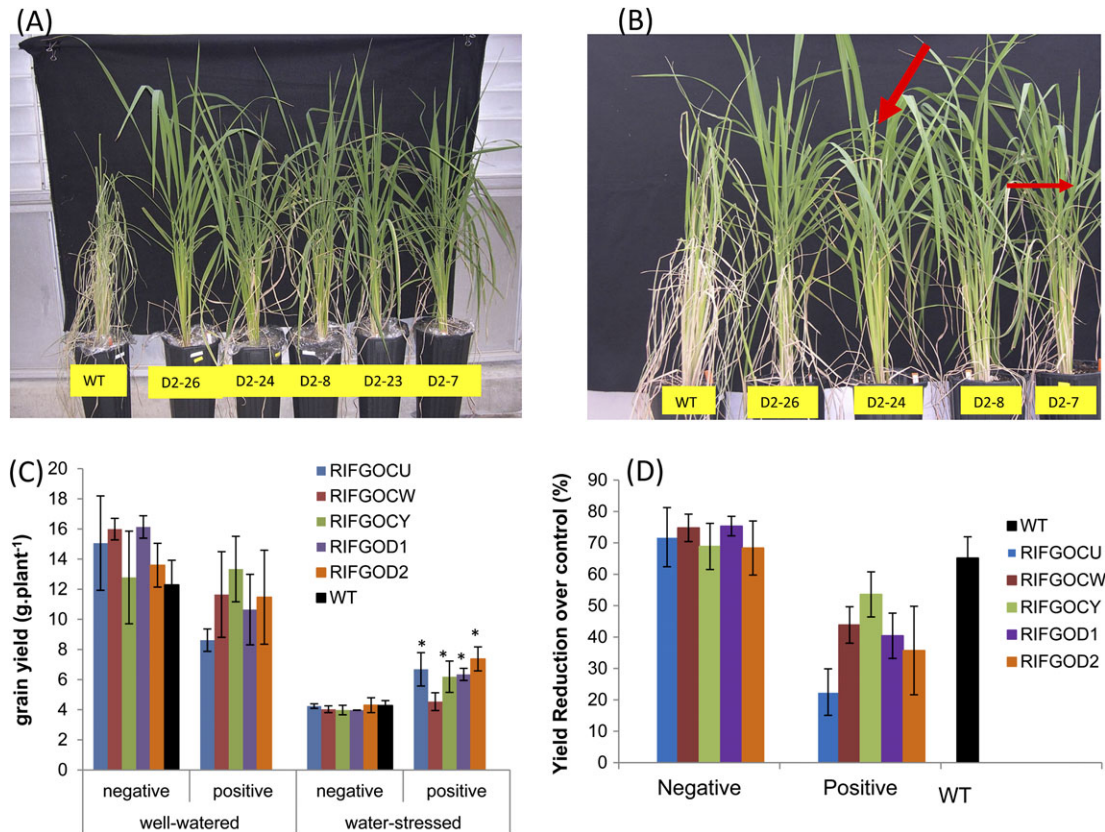 (A)
WT
D2-26
D2-24
D2-8
D2-23
D2-7
(B)
WT
D2-26
D2-24
D2-8
D2-7
(C)
grain yield (g.plant-1)
20
18
16
14
12
10
8
6
4
2
0
RIFGOCU
RIFGOCW
RIFGOCY
RIFGOD1
RIFGOD2
WT
* * * *
negative positive negative positive
well-watered water-stressed
(D)
Yield Reduction over control (%)
90
80
70
60
50
40
30
20
10
0
WT
RIFGOCU
RIFGOCW
RIFGOCY
RIFGOD1
RIFGOD2
Negative Positive WT